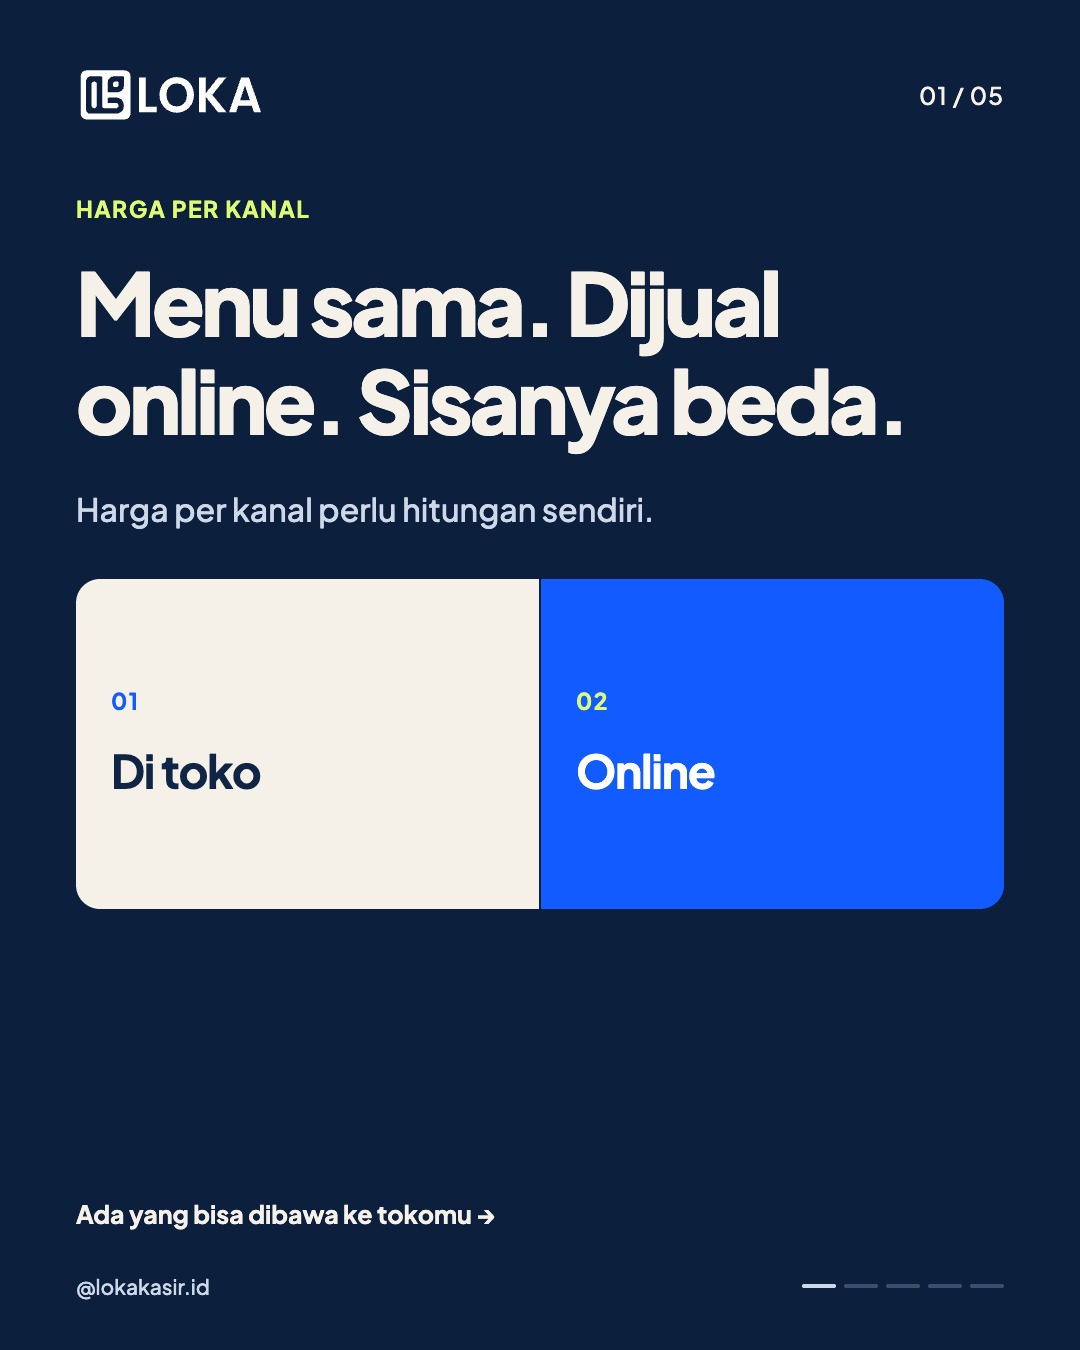 LOKA
01 / 05
HARGA PER KANAL
Menu sama. Dijual
online. Sisanya beda.
Harga per kanal perlu hitungan sendiri.
01
Di toko
02
Online
Ada yang bisa dibawa ke tokomu →
@lokakasir.id